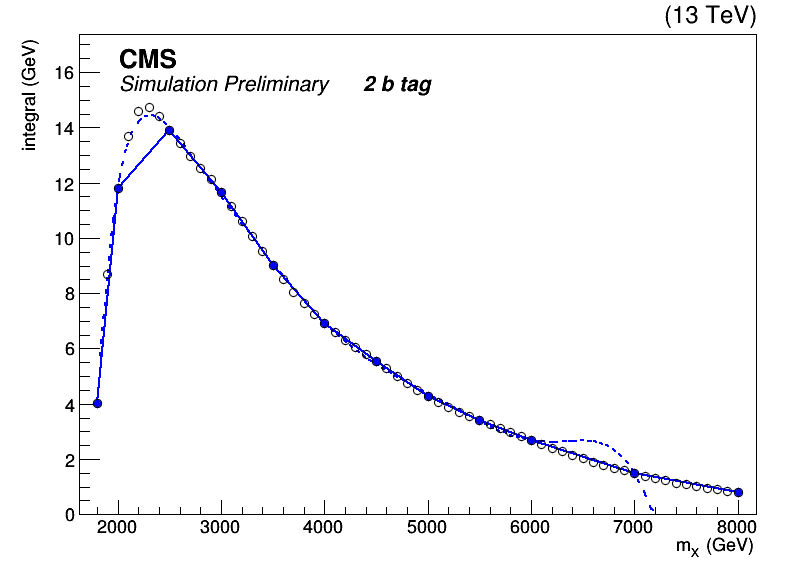 (13 TeV)
CMS
Simulation Preliminary 2 b tag
integral (GeV)
16
14
12
10
8
6
4
2
0
2000 3000 4000 5000 6000 7000 8000
m_X (GeV)